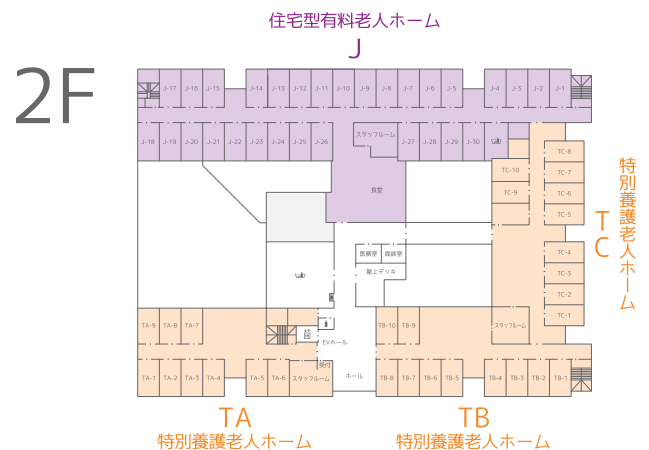 住宅型有料老人ホーム
J
2F
J-17 J-16 J-15 J-14 J-13 J-12 J-11 J-10 J-9 J-8 J-7 J-6 J-5 J-4 J-3 J-2 J-1
スタッフルーム
J-18 J-19 J-20 J-21 J-22 J-23 J-24 J-25 J-26 J-27 J-28 J-29 J-30
TC-8
TC-10 TC-7
食堂
TC-9 TC-6
TC-5
特別養護老人ホーム
TC
医務室 面談室
TC-4
屋上デッキ
TC-3
TC-2
TC-1
TA-9 TA-8 TA-7 TB-10 TB-9 スタッフルーム
EVホール
受付
TA-1 TA-2 TA-3 TA-4 TA-5 TA-6 スタッフルーム ホール TB-8 TB-7 TB-6 TB-5 TB-4 TB-3 TB-2 TB-1
TA TB
特別養護老人ホーム 特別養護老人ホーム